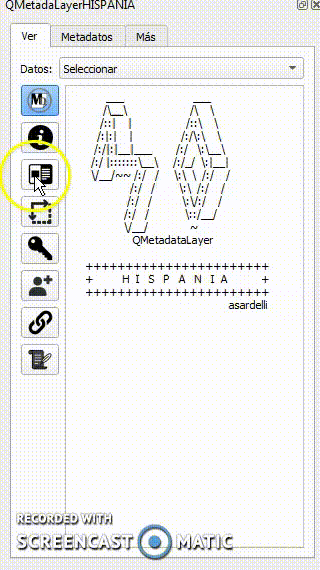 QMetadaLayerHISPANIA
Ver Metadatos Más
Datos: Seleccionar
QMetadataLayer
++++++++++++++++++++++++
+ H I S P A N I A +
++++++++++++++++++++++++
asardelli
RECORDED WITH
SCREENCAST MATIC